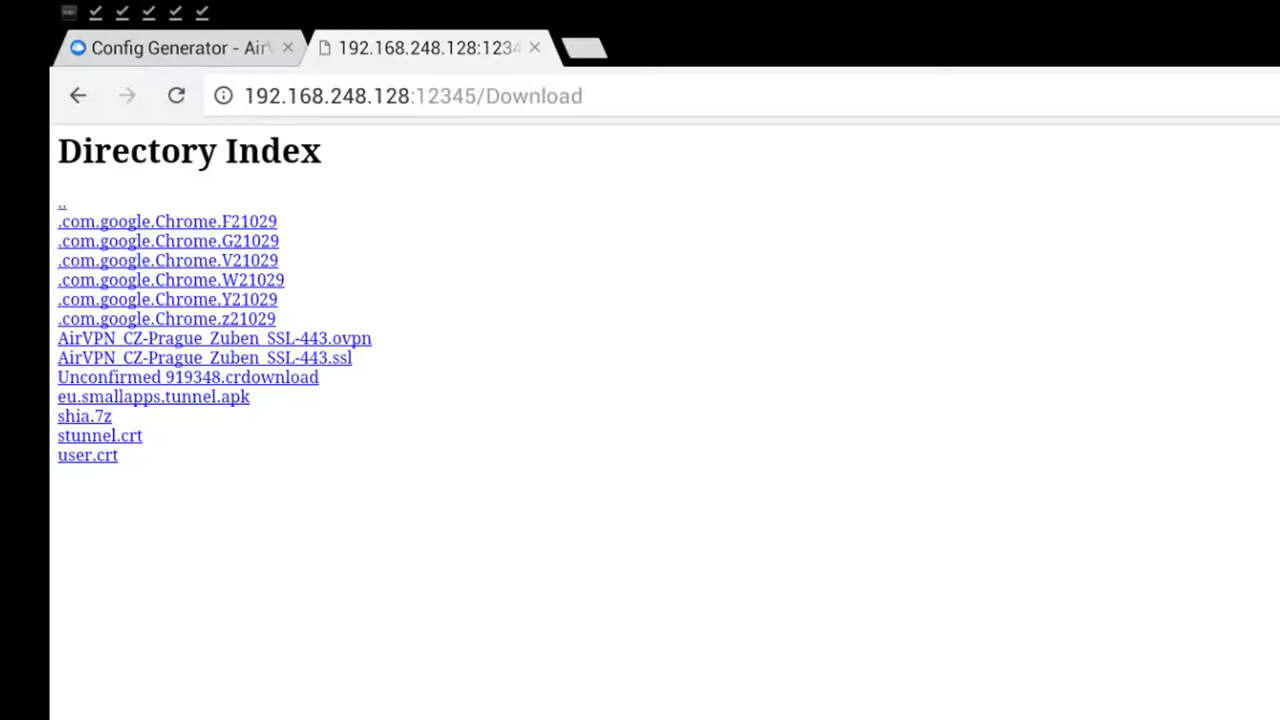 Config Generator - AirV
192.168.248.128:1234
192.168.248.128:12345/Download
Directory Index
..
.com.google.Chrome.F21029
.com.google.Chrome.G21029
.com.google.Chrome.V21029
.com.google.Chrome.W21029
.com.google.Chrome.Y21029
.com.google.Chrome.z21029
AirVPN_CZ-Prague_Zuben_SSL-443.ovpn
AirVPN_CZ-Prague_Zuben_SSL-443.ssl
Unconfirmed 919348.crdownload
eu.smallapps.tunnel.apk
shia.7z
stunnel.crt
user.crt